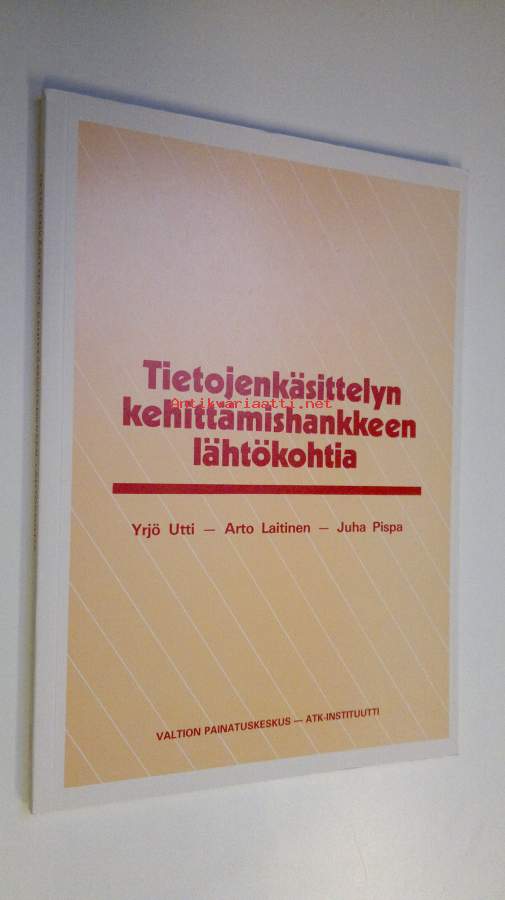 Tietojenkäsittelyn
Antikvariaatti.net
kehittämishankkeen
lähtökohtia
Yrjö Utti — Arto Laitinen — Juha Pispa
VALTION PAINATUSKESKUS — ATK-INSTITUUTTI